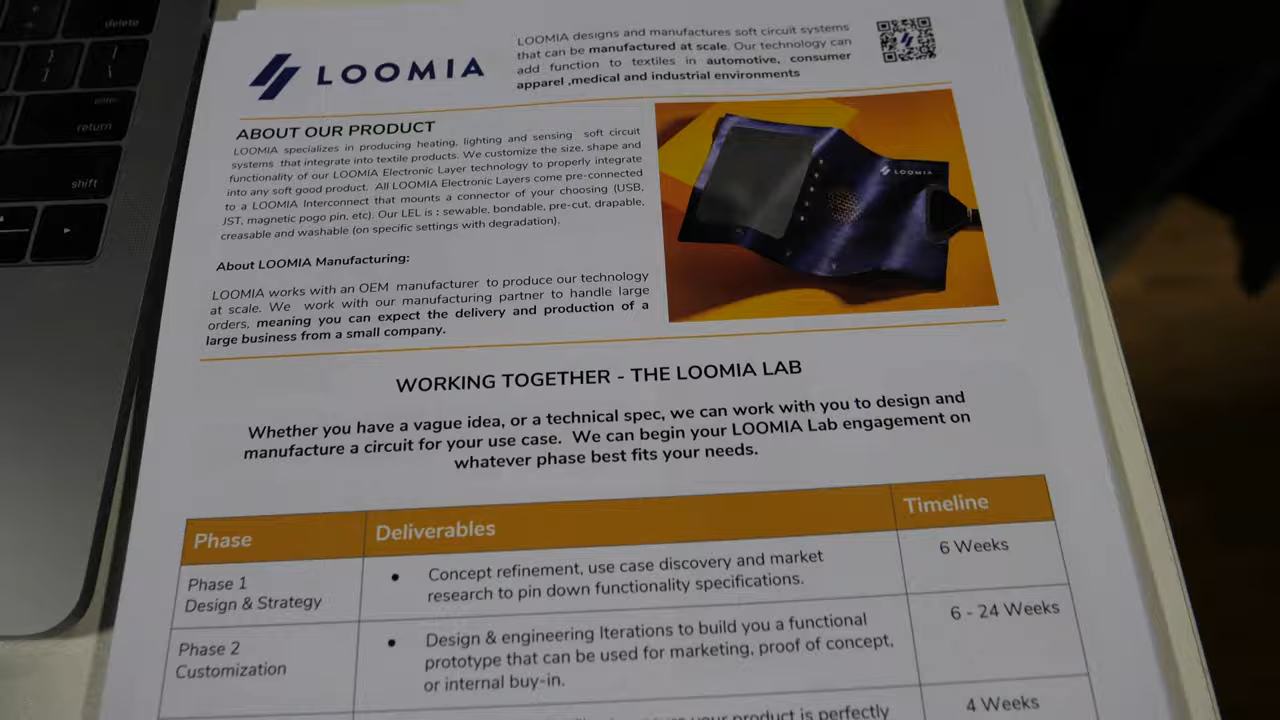 delete
enter
return
shift
LOOMIA
LOOMIA designs and manufactures soft circuit systems
that can be manufactured at scale. Our technology can
add function to textiles in automotive, consumer
apparel ,medical and industrial environments
ABOUT OUR PRODUCT
LOOMIA specializes in producing heating, lighting and sensing soft circuit
systems that integrate into textile products. We customize the size, shape and
functionality of our LOOMIA Electronic Layer technology to properly integrate
into any soft good product. All LOOMIA Electronic Layers come pre-connected
to a LOOMIA Interconnect that mounts a connector of your choosing (USB,
JST, magnetic pogo pin, etc). Our LEL is : sewable, bondable, pre-cut, drapable,
creasable and washable (on specific settings with degradation).
LOOMIA
About LOOMIA Manufacturing:
LOOMIA works with an OEM manufacturer to produce our technology
at scale. We work with our manufacturing partner to handle large
orders, meaning you can expect the delivery and production of a
large business from a small company.
WORKING TOGETHER - THE LOOMIA LAB
Whether you have a vague idea, or a technical spec, we can work with you to design and
manufacture a circuit for your use case. We can begin your LOOMIA Lab engagement on
whatever phase best fits your needs.
Phase
Deliverables
Timeline
Phase 1
Design & Strategy
• Concept refinement, use case discovery and market
research to pin down functionality specifications.
6 Weeks
Phase 2
Customization
• Design & engineering Iterations to build you a functional
prototype that can be used for marketing, proof of concept,
or internal buy-in.
6 - 24 Weeks
your product is perfectly
4 Weeks